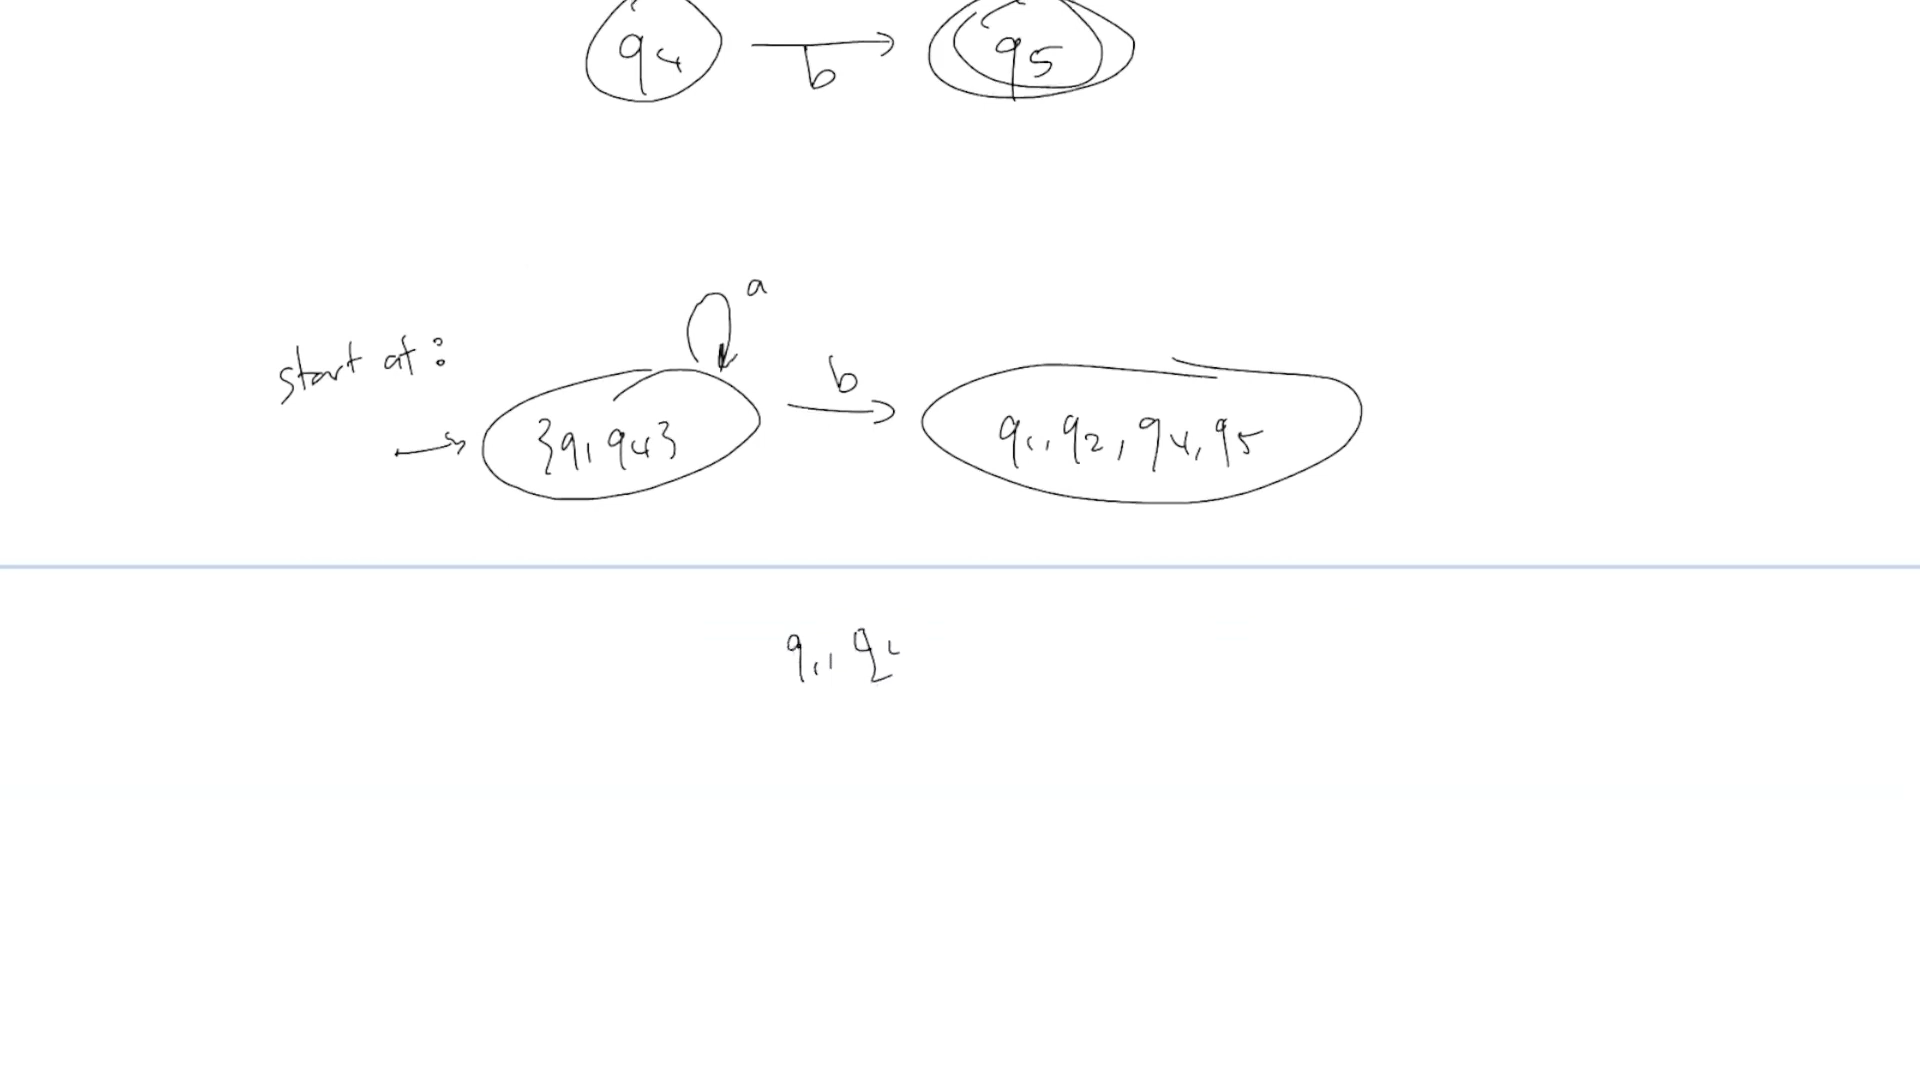 q4 b q5
a
start at: b
{q1 q4} q1, q2, q4, q5
q1, q2